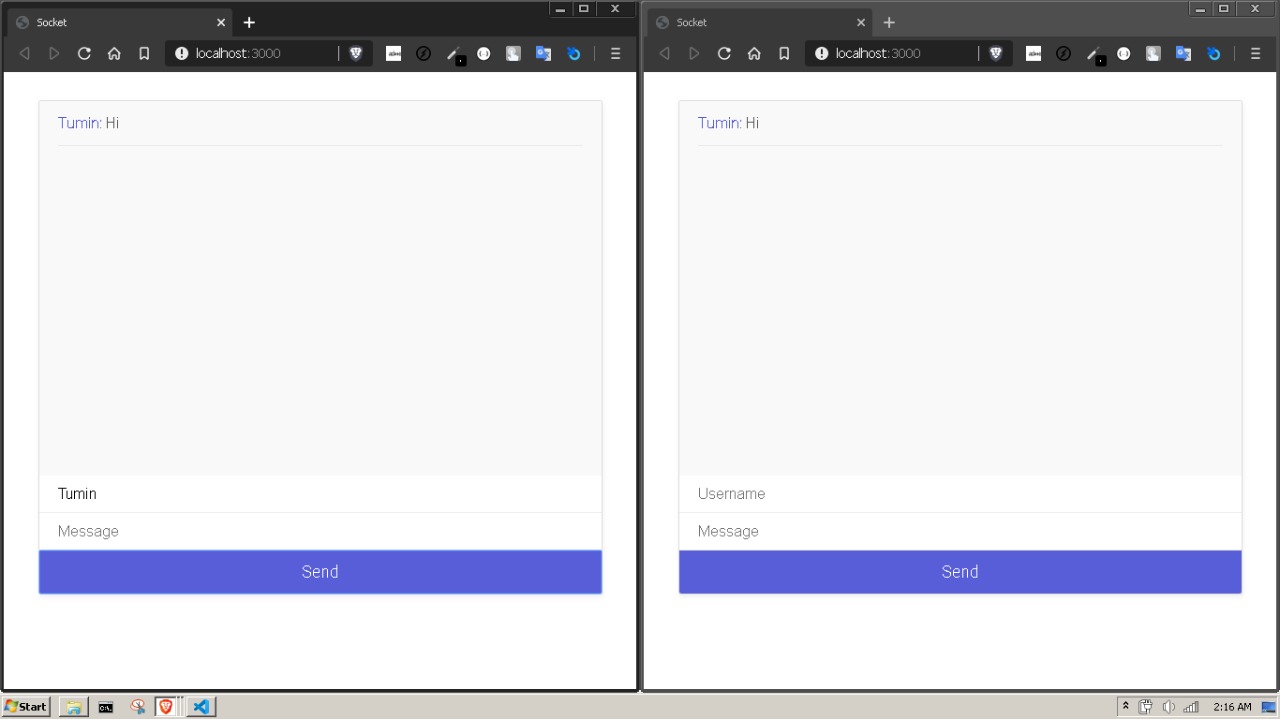 Socket
localhost:3000
Tumin: Hi
Tumin
Message
Send
Socket
localhost:3000
Tumin: Hi
Username
Message
Send
Start
C:\.
2:16 AM